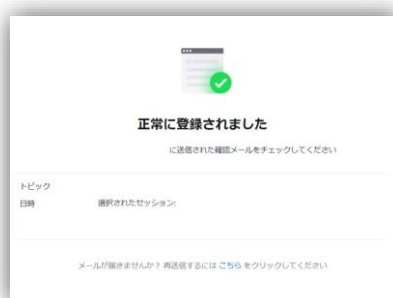 正常に登録されました
に送信された確認メールをチェックしてください
トピック
日時 選択されたセッション:
メールが届きませんか？ 再送信するには こちら をクリックしてください